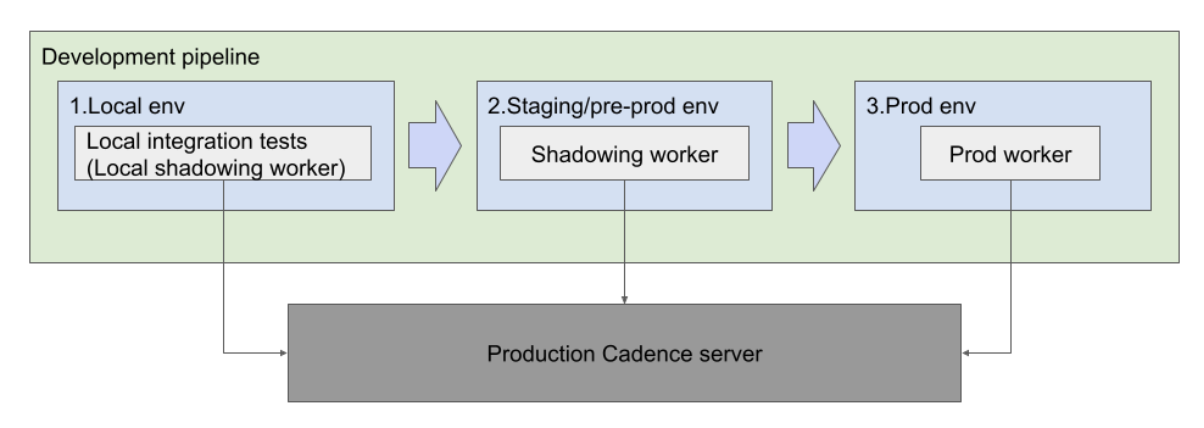 Development pipeline
1.Local env
Local integration tests
(Local shadowing worker)
2.Staging/pre-prod env
Shadowing worker
3.Prod env
Prod worker
Production Cadence server